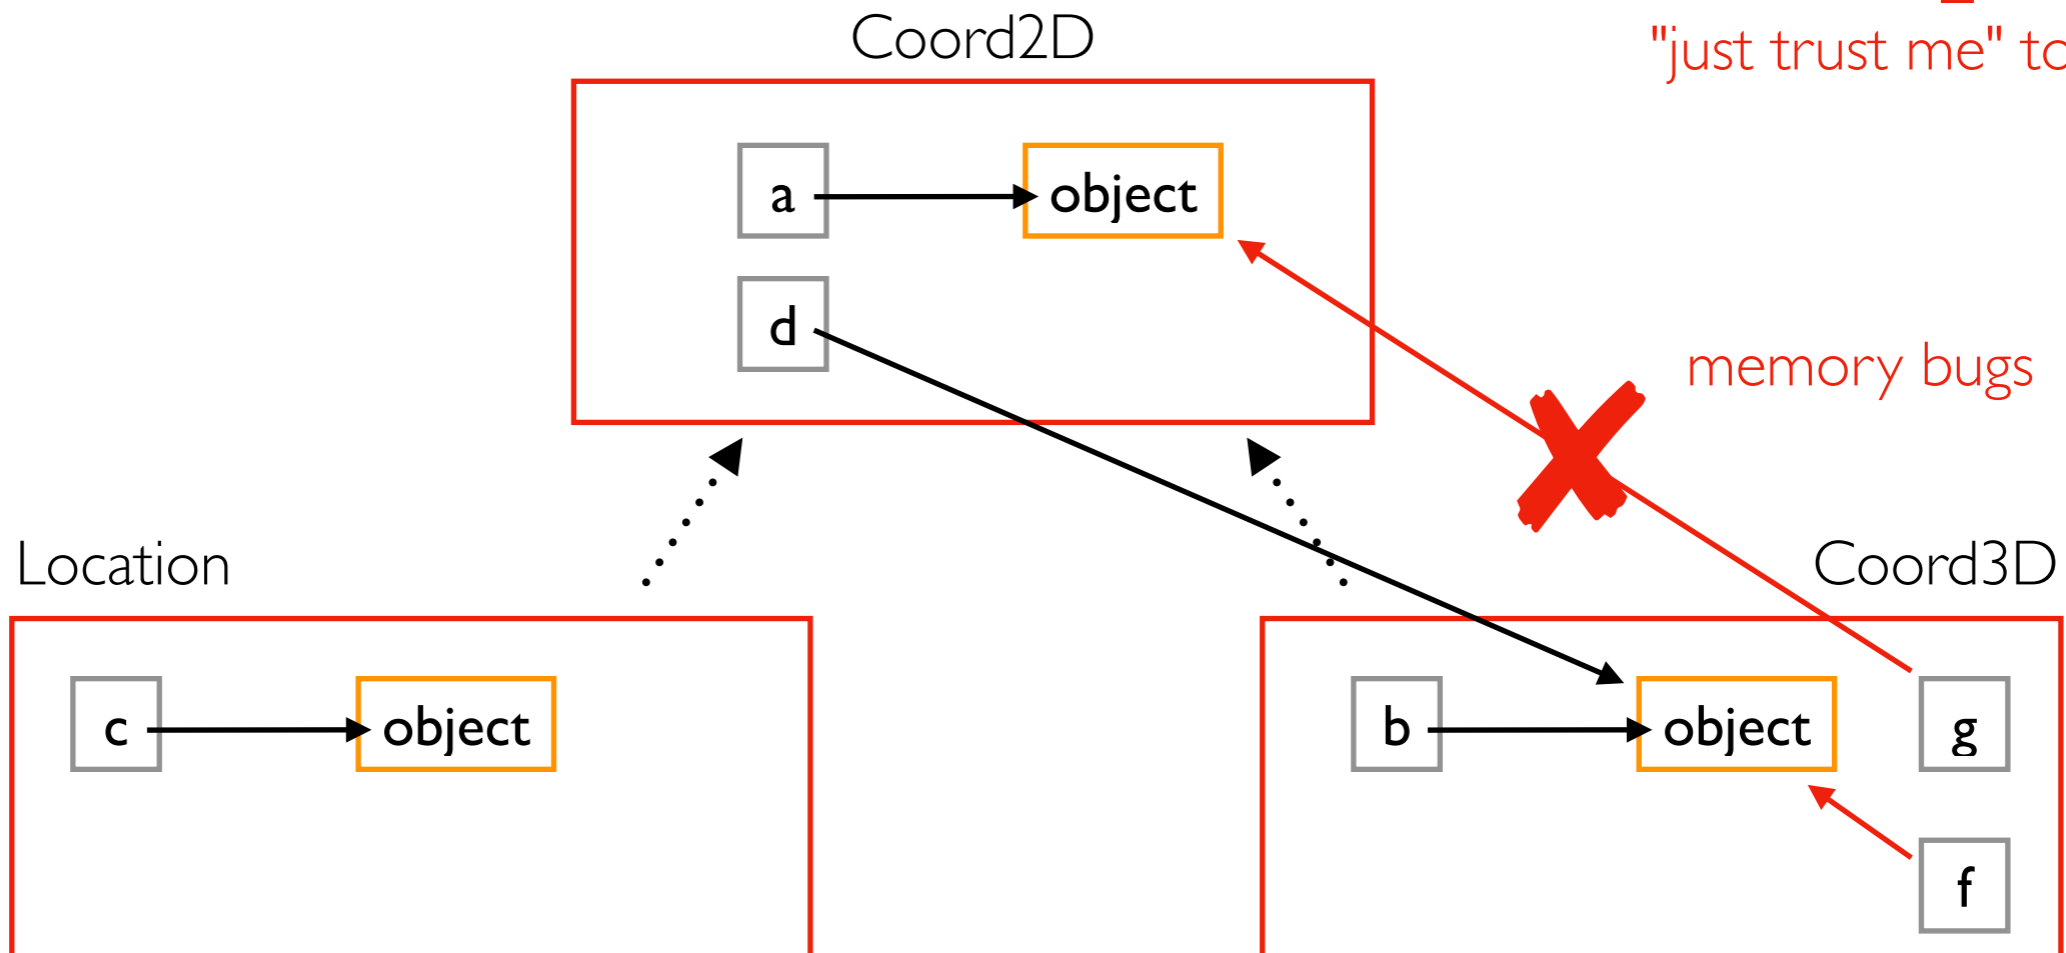 Coord2D
"just trust me" to
a
object
d
memory bugs
Location
Coord3D
c
object
b
object
g
f